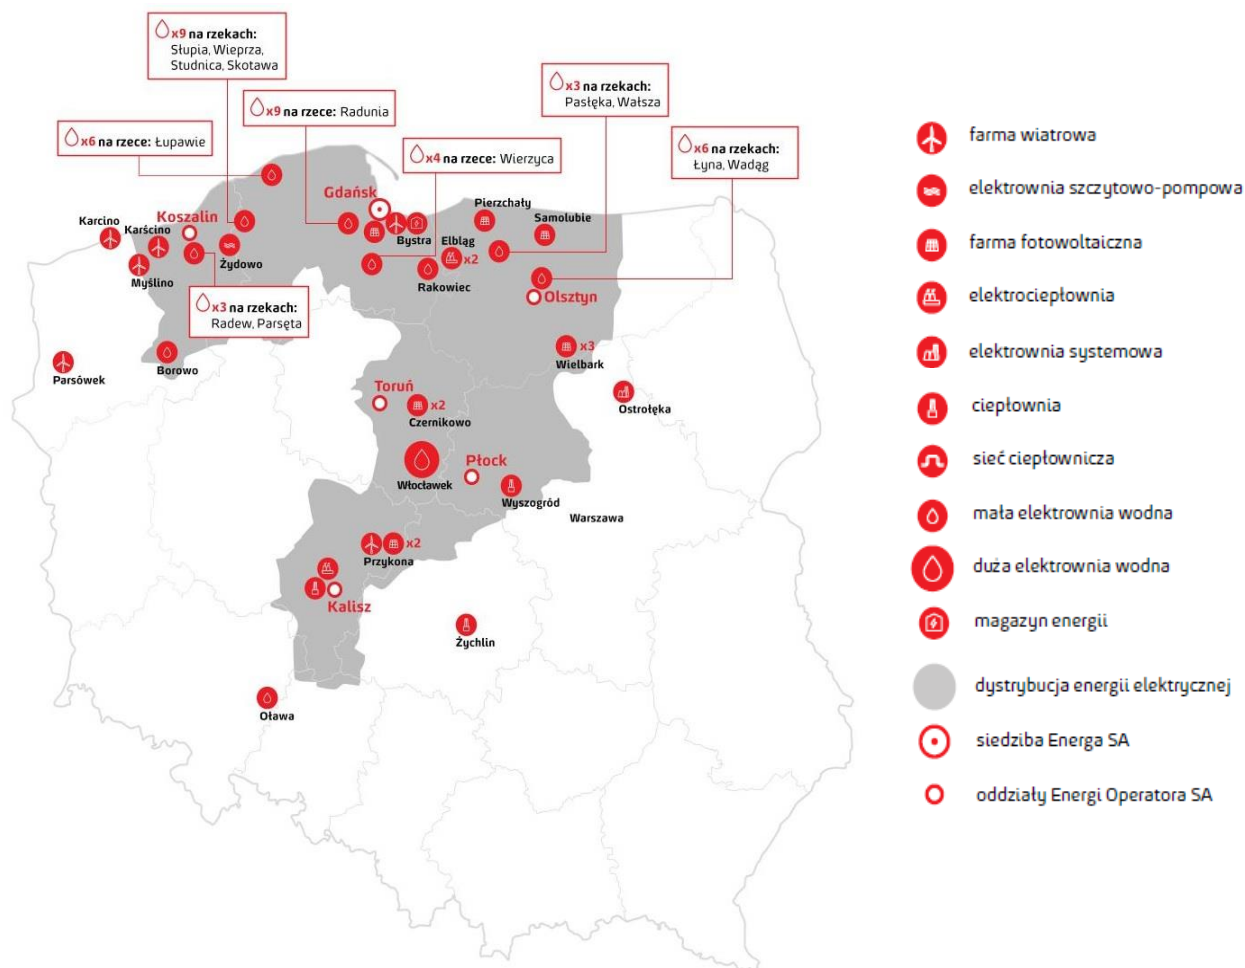 x9 na rzekach:
Słupia, Wieprza,
Studnica, Skotawa
x9 na rzece: Radunia
x3 na rzekach:
Pasłęka, Wałsza
x6 na rzece: Łupawie
x4 na rzece: Wierzyca
x6 na rzekach:
Łyna, Wadąg
Gdańsk
Koszalin
Karcino
Karścino
Myślino
Żydowo
Bystra
Pierzchały
Samolubie
Elbląg
x2
Rakowiec
Olsztyn
x3 na rzekach:
Radew, Parsęta
Borowo
Parsówek
x3
Wielbark
Ostrołęka
Toruń
x2
Czernikowo
Włocławek
Płock
Wyszogród
Warszawa
x2
Przykona
Kalisz
Żychlin
Oława
farma wiatrowa
elektrownia szczytowo-pompowa
farma fotowoltaiczna
elektrociepłownia
elektrownia systemowa
ciepłownia
sieć ciepłownicza
mała elektrownia wodna
duża elektrownia wodna
magazyn energii
dystrybucja energii elektrycznej
siedziba Energa SA
oddziały Energi Operatora SA